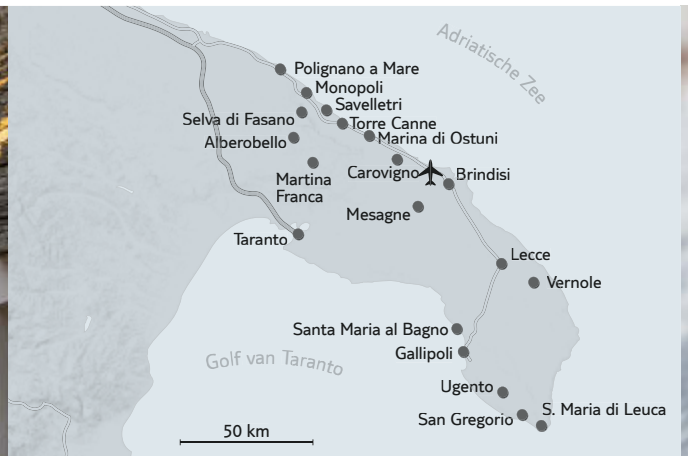 Adriatische Zee
Polignano a Mare
Monopoli
Savelletri
Selva di Fasano
Torre Canne
Marina di Ostuni
Alberobello
Carovigno
Brindisi
Martina
Franca
Mesagne
Taranto
Lecce
Vernole
Santa Maria al Bagno
Gallipoli
Golf van Taranto
Ugento
S. Maria di Leuca
San Gregorio
50 km